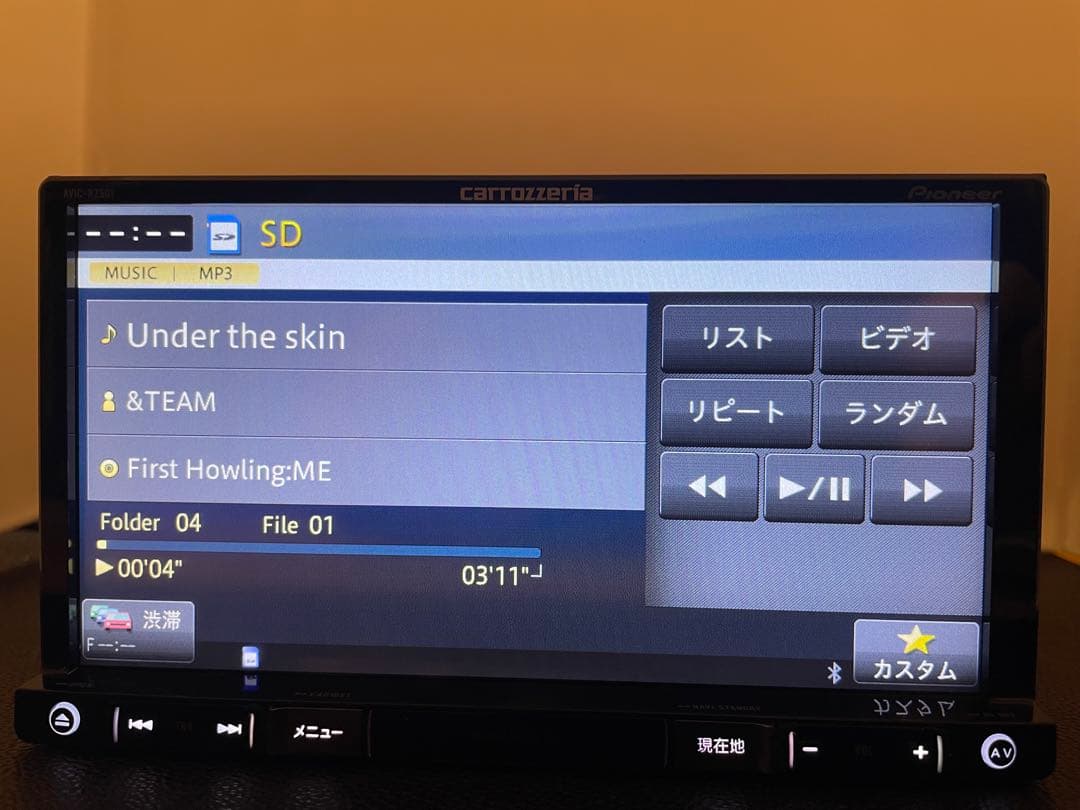 carrozzeria
Pioneer
--:-- SD
MUSIC | MP3
Under the skin
&TEAM
First Howling:ME
Folder 04 File 01
00'04" 03'11"
リスト ビデオ
リピート ランダム
渋滞
F--:--
カスタム
メニュー
現在地
− +
AV